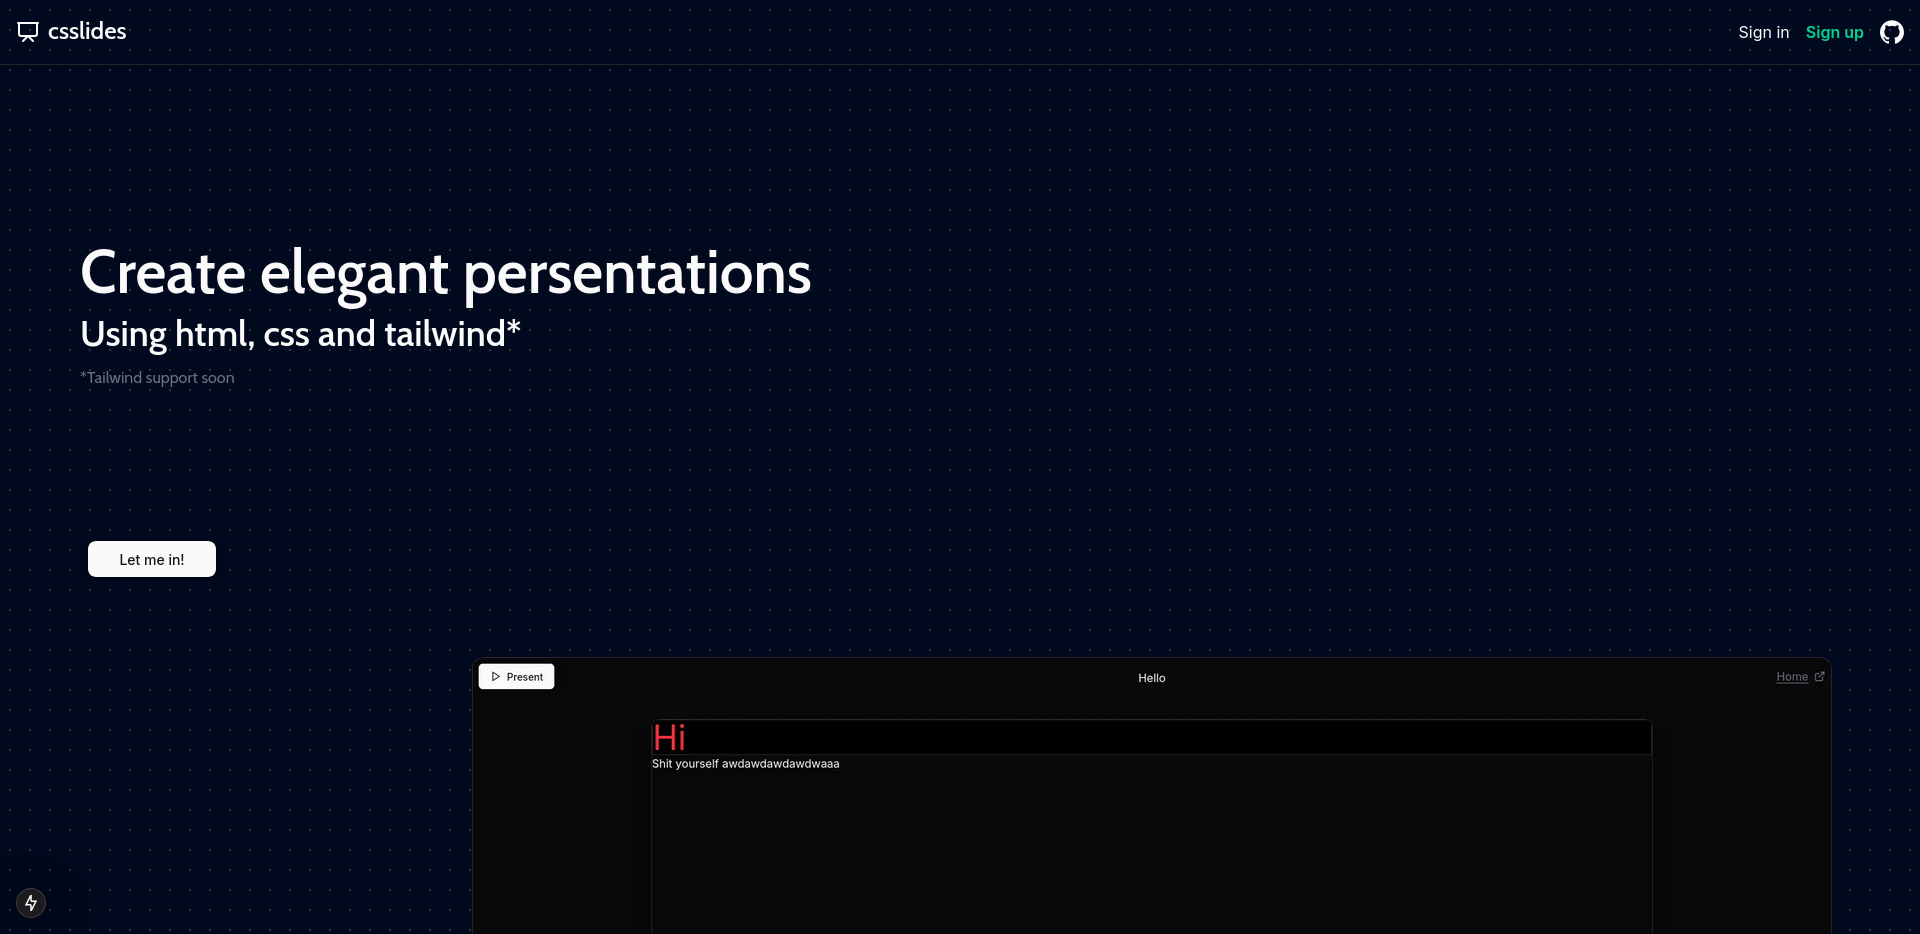 csslides
Sign in Sign up
Create elegant persentations
Using html, css and tailwind*
*Tailwind support soon
Let me in!
Present Hello Home
Hi
Shit yourself awdawdawdawdwaaa